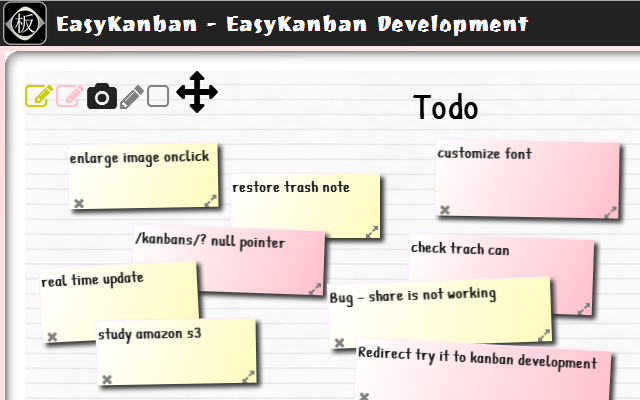 板
EasyKanban - EasyKanban Development
Todo
enlarge image onclick
customize font
restore trash note
/kanbans/? null pointer
check trach can
real time update
Bug - share is not working
study amazon s3
Redirect try it to kanban development